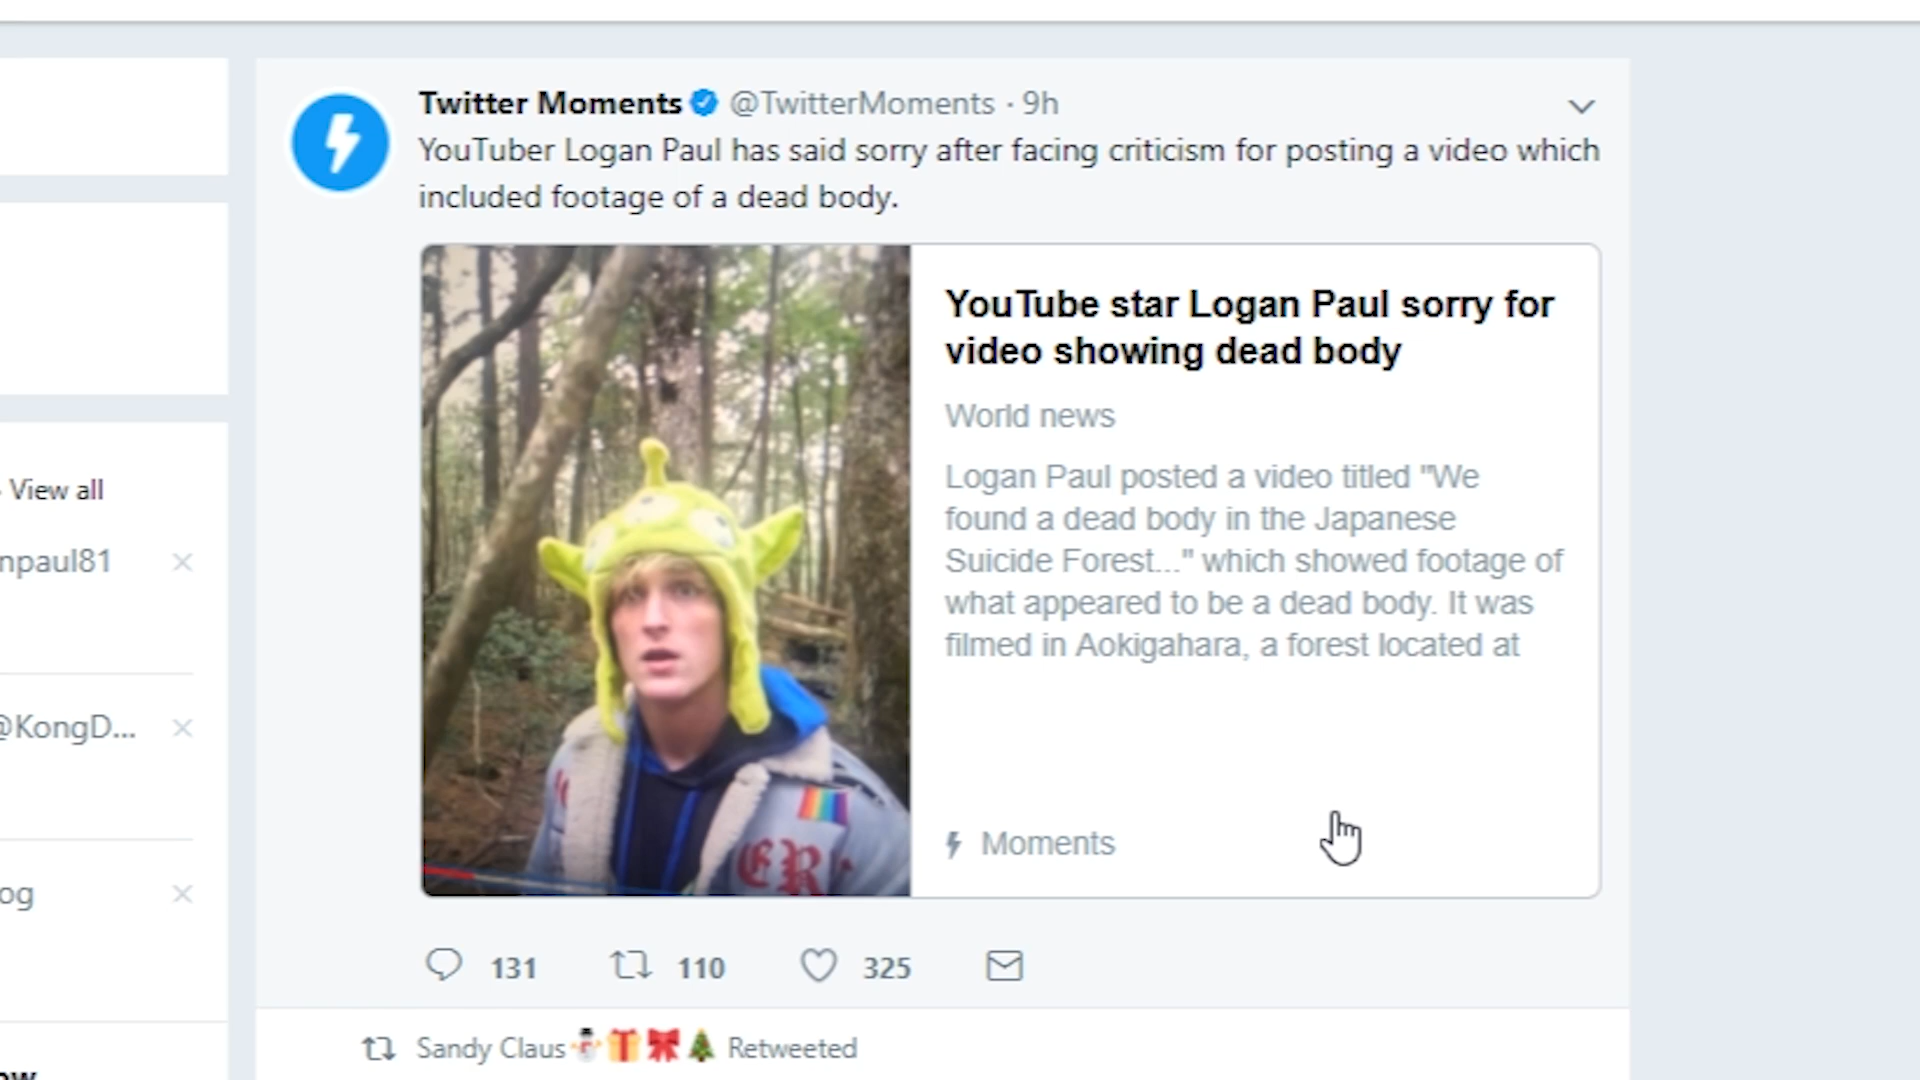 Twitter Moments @TwitterMoments · 9h
YouTuber Logan Paul has said sorry after facing criticism for posting a video which
included footage of a dead body.
YouTube star Logan Paul sorry for
video showing dead body
World news
Logan Paul posted a video titled "We
found a dead body in the Japanese
Suicide Forest..." which showed footage of
what appeared to be a dead body. It was
filmed in Aokigahara, a forest located at
Moments
131 110 325
Sandy Claus Retweeted
· View all
npaul81
@KongD...
og